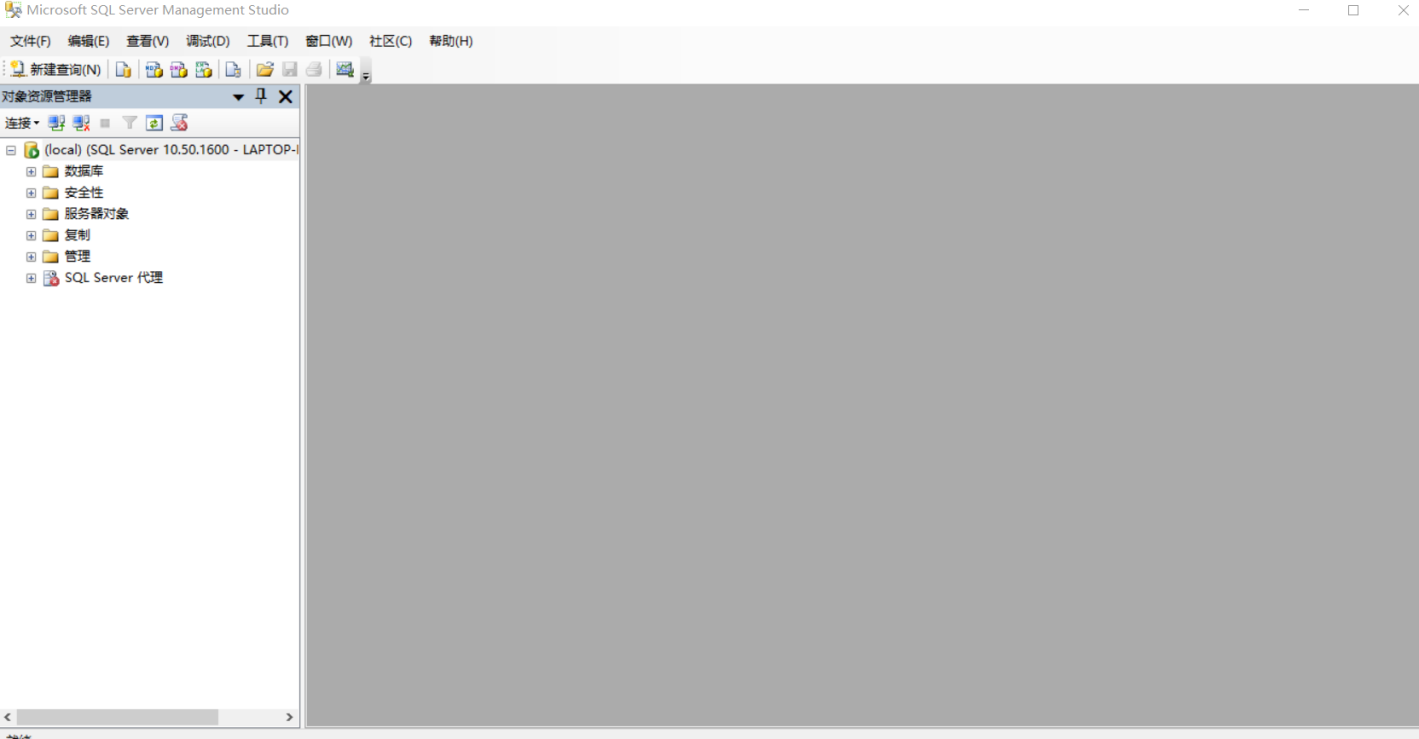 Microsoft SQL Server Management Studio
文件(F) 编辑(E) 查看(V) 调试(D) 工具(T) 窗口(W) 社区(C) 帮助(H)
新建查询(N)
对象资源管理器
连接
(local) (SQL Server 10.50.1600 - LAPTOP-
数据库
安全性
服务器对象
复制
管理
SQL Server 代理